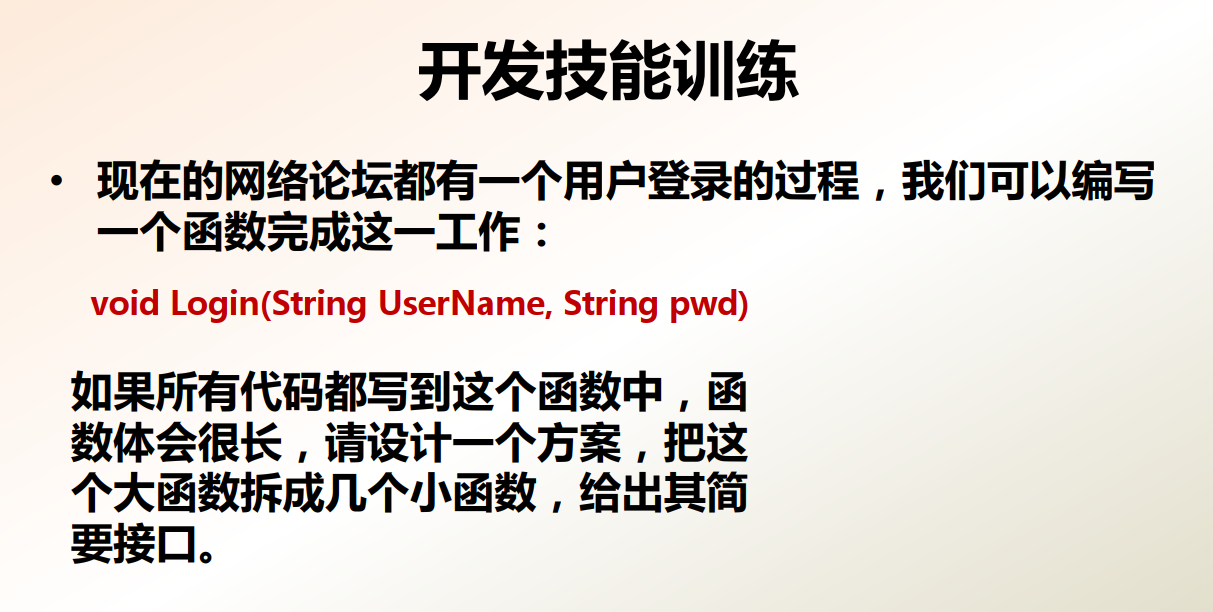 开发技能训练
• 现在的网络论坛都有一个用户登录的过程，我们可以编写
一个函数完成这一工作：
void Login(String UserName, String pwd)
如果所有代码都写到这个函数中，函
数体会很长，请设计一个方案，把这
个大函数拆成几个小函数，给出其简
要接口。